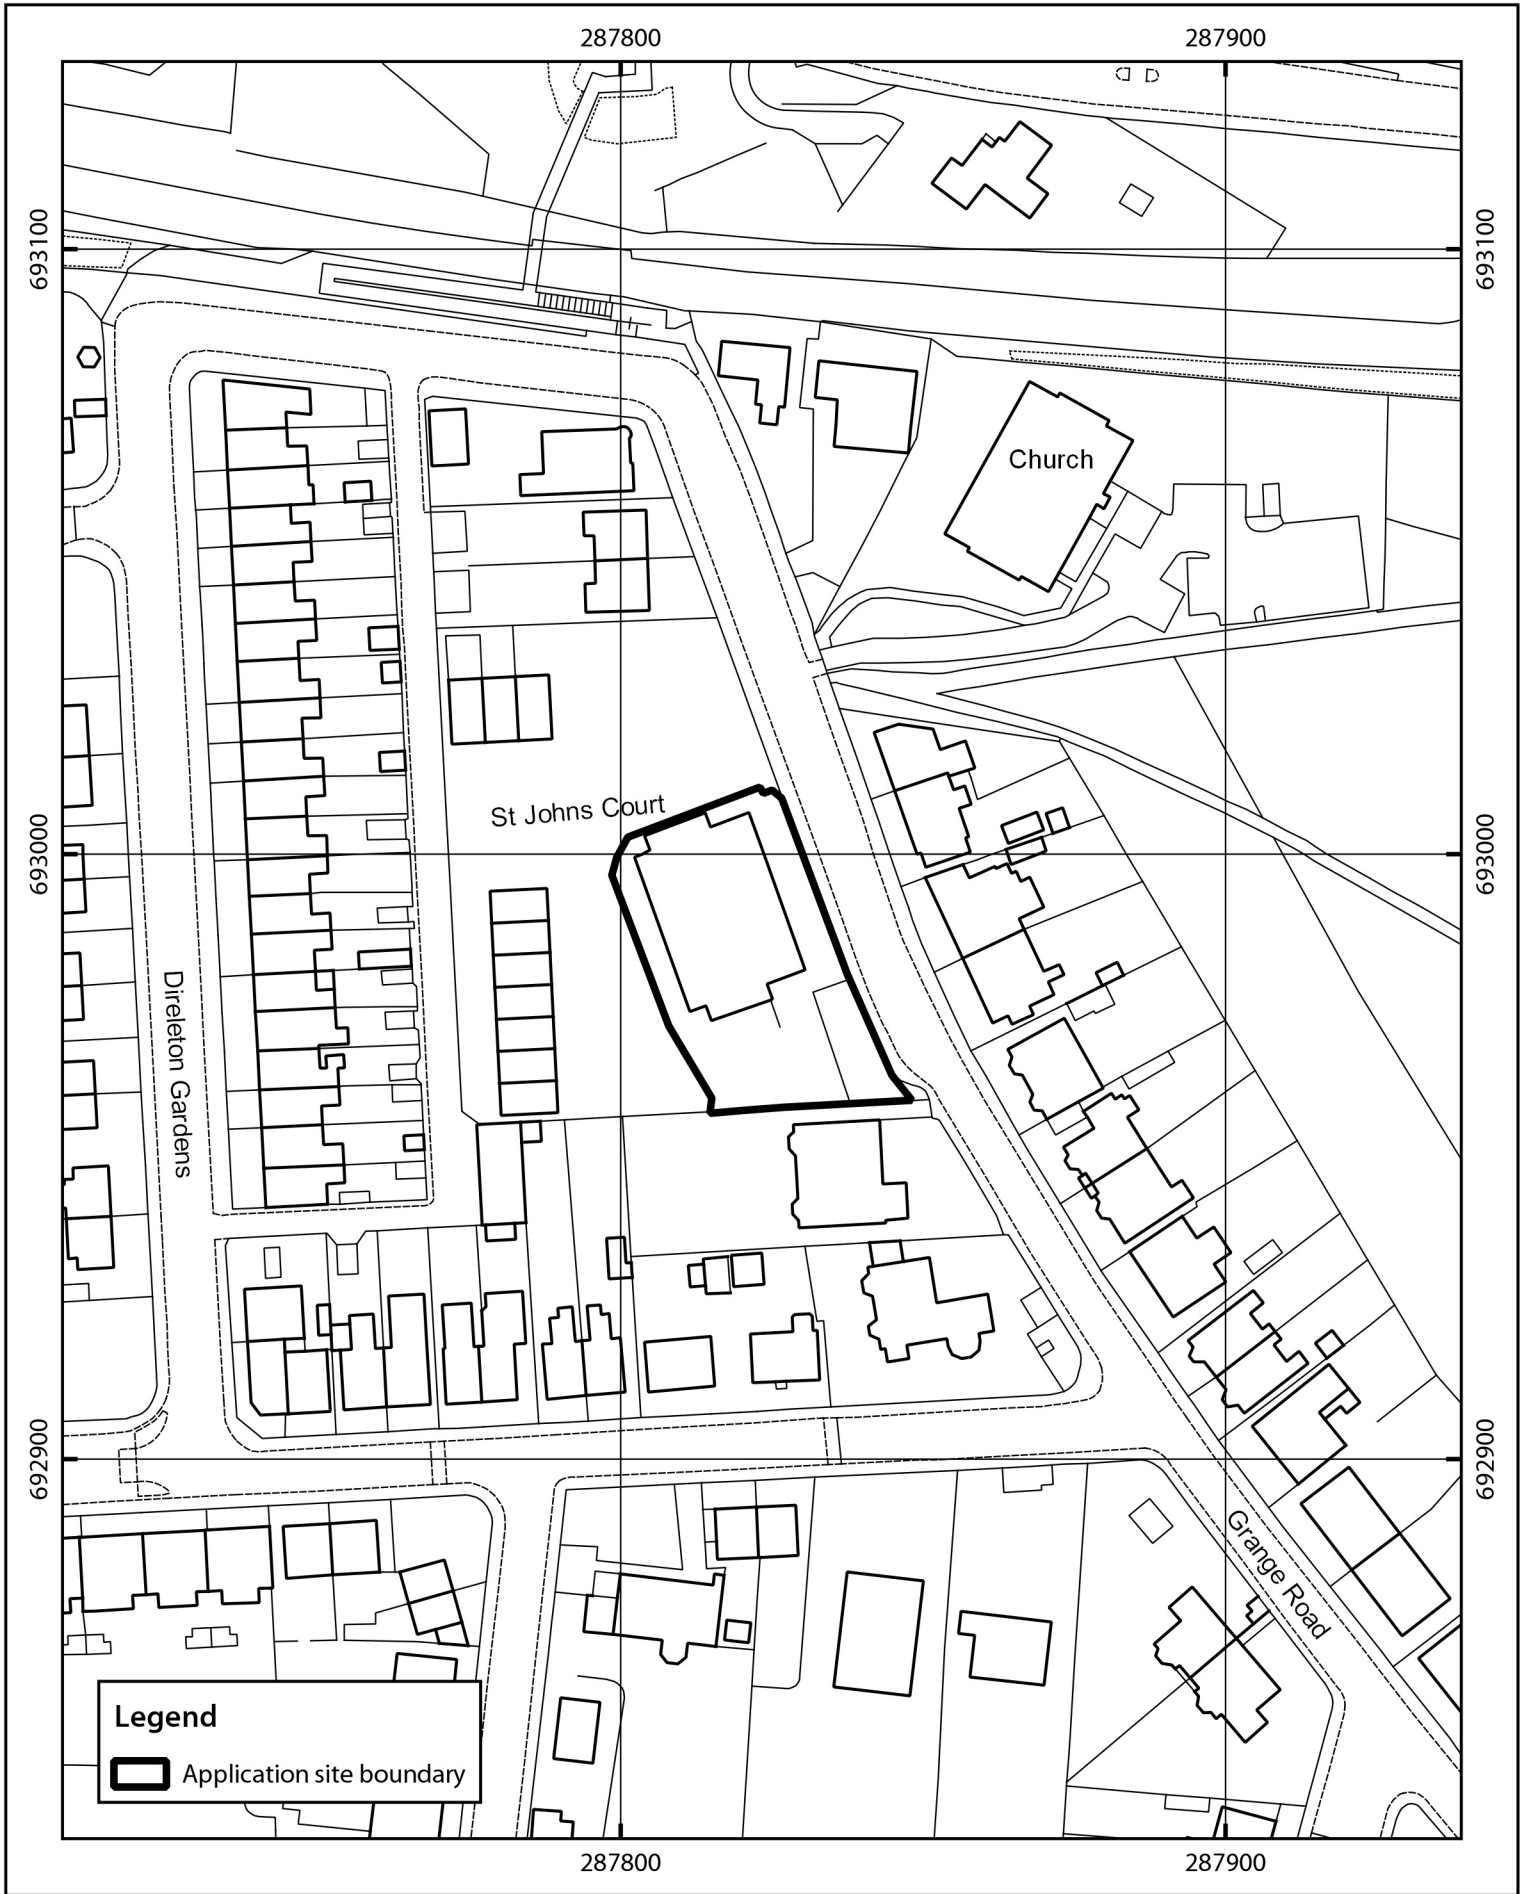 287800
287900
693100
693100
Church
St Johns Court
693000
693000
Direleton Gardens
692900
692900
Grange Road
Legend
Application site boundary
287800
287900